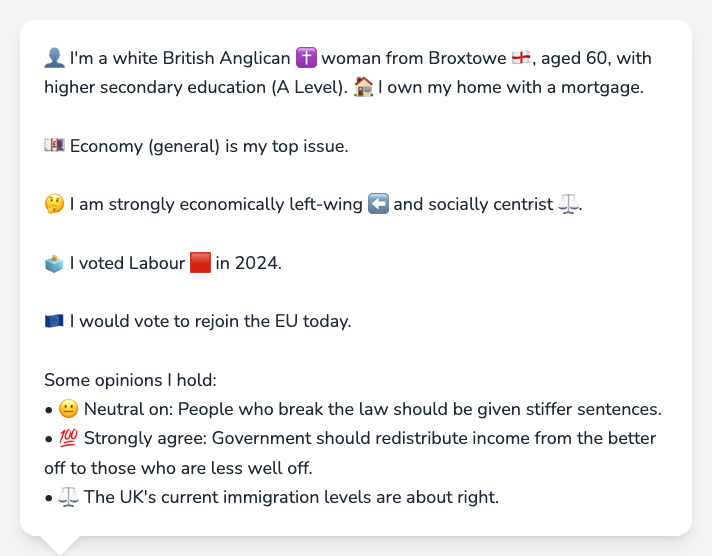 👤 I'm a white British Anglican ✝️ woman from Broxtowe 🏴󠁧󠁢󠁥󠁮󠁧󠁿, aged 60, with
higher secondary education (A Level). 🏠 I own my home with a mortgage.
💷 Economy (general) is my top issue.
🤔 I am strongly economically left-wing ⬅️ and socially centrist ⚖️.
🗳️ I voted Labour 🟥 in 2024.
🇪🇺 I would vote to rejoin the EU today.
Some opinions I hold:
• 😐 Neutral on: People who break the law should be given stiffer sentences.
• 💯 Strongly agree: Government should redistribute income from the better
off to those who are less well off.
• ⚖️ The UK's current immigration levels are about right.